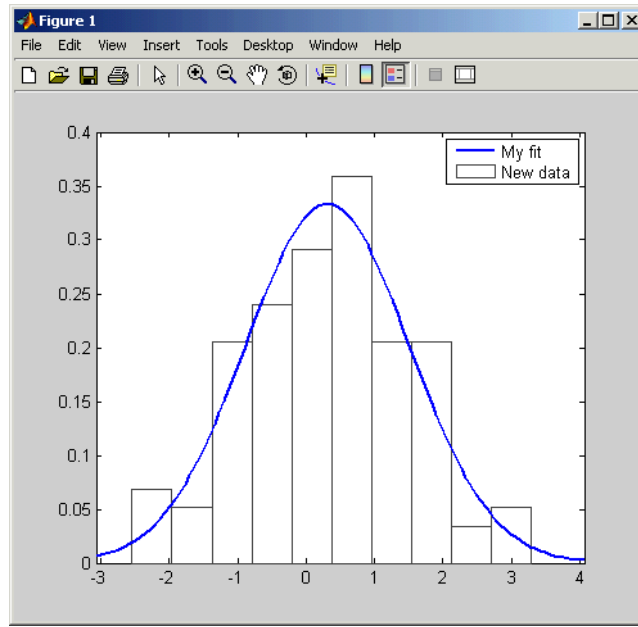 Figure 1
File Edit View Insert Tools Desktop Window Help
0.4
0.35
0.3
0.25
0.2
0.15
0.1
0.05
0
-3 -2 -1 0 1 2 3 4
My fit
New data